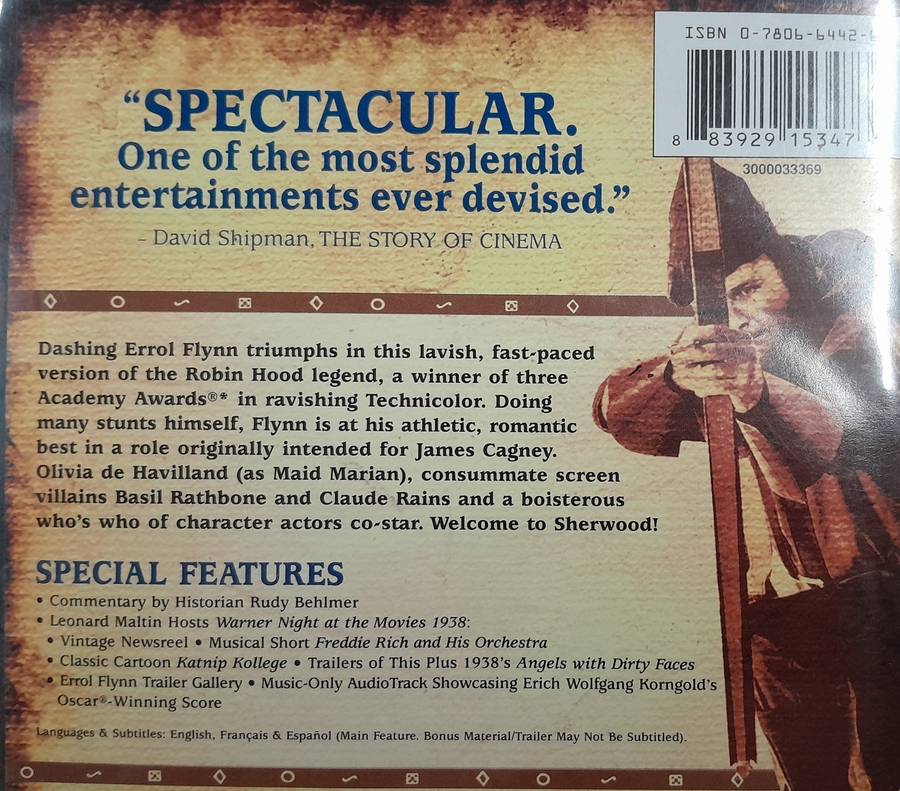 ISBN 0-7806-6442-
8 83929 15347
3000033369
“SPECTACULAR.
One of the most splendid
entertainments ever devised.”
– David Shipman, THE STORY OF CINEMA
Dashing Errol Flynn triumphs in this lavish, fast-paced
version of the Robin Hood legend, a winner of three
Academy Awards®* in ravishing Technicolor. Doing
many stunts himself, Flynn is at his athletic, romantic
best in a role originally intended for James Cagney.
Olivia de Havilland (as Maid Marian), consummate screen
villains Basil Rathbone and Claude Rains and a boisterous
who’s who of character actors co-star. Welcome to Sherwood!
SPECIAL FEATURES
• Commentary by Historian Rudy Behlmer
• Leonard Maltin Hosts Warner Night at the Movies 1938:
• Vintage Newsreel • Musical Short Freddie Rich and His Orchestra
• Classic Cartoon Katnip Kollege • Trailers of This Plus 1938’s Angels with Dirty Faces
• Errol Flynn Trailer Gallery • Music-Only AudioTrack Showcasing Erich Wolfgang Korngold’s
Oscar®-Winning Score
Languages & Subtitles: English, Français & Español (Main Feature. Bonus Material/Trailer May Not Be Subtitled).